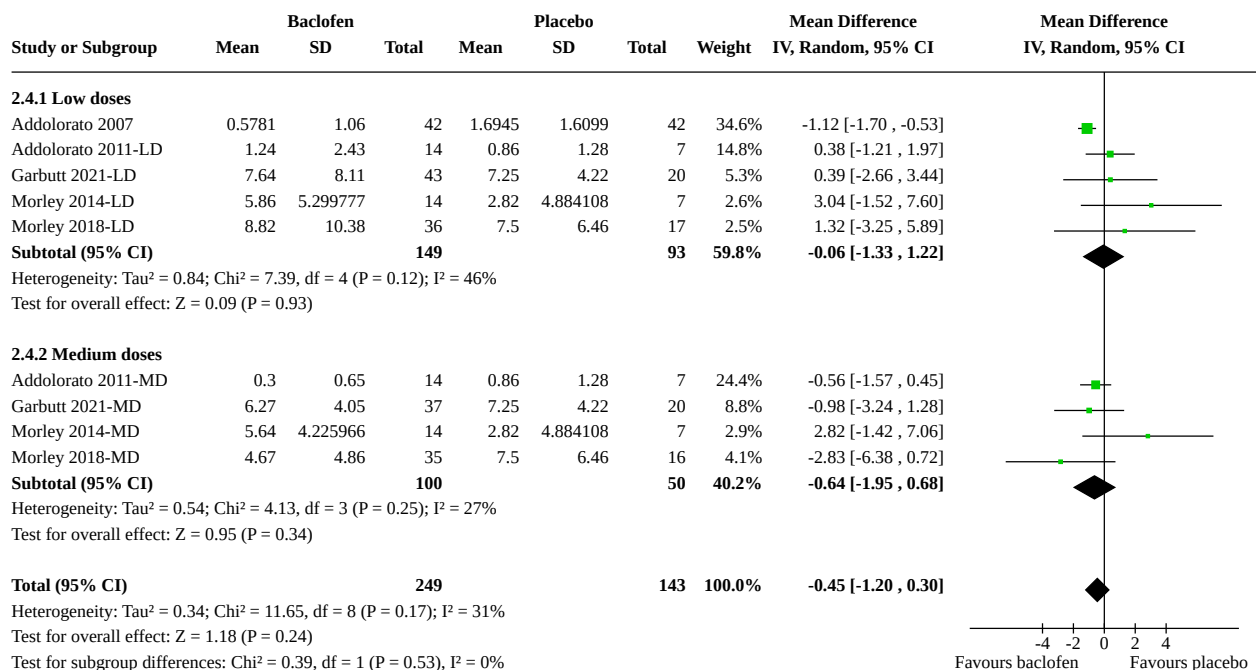 Baclofen Placebo Mean Difference Mean Difference
Study or Subgroup Mean SD Total Mean SD Total Weight IV, Random, 95% CI IV, Random, 95% CI
2.4.1 Low doses
Addolorato 2007 0.5781 1.06 42 1.6945 1.6099 42 34.6% -1.12 [-1.70 , -0.53]
Addolorato 2011-LD 1.24 2.43 14 0.86 1.28 7 14.8% 0.38 [-1.21 , 1.97]
Garbutt 2021-LD 7.64 8.11 43 7.25 4.22 20 5.3% 0.39 [-2.66 , 3.44]
Morley 2014-LD 5.86 5.299777 14 2.82 4.884108 7 2.6% 3.04 [-1.52 , 7.60]
Morley 2018-LD 8.82 10.38 36 7.5 6.46 17 2.5% 1.32 [-3.25 , 5.89]
Subtotal (95% CI) 149 93 59.8% -0.06 [-1.33 , 1.22]
Heterogeneity: Tau² = 0.84; Chi² = 7.39, df = 4 (P = 0.12); I² = 46%
Test for overall effect: Z = 0.09 (P = 0.93)
2.4.2 Medium doses
Addolorato 2011-MD 0.3 0.65 14 0.86 1.28 7 24.4% -0.56 [-1.57 , 0.45]
Garbutt 2021-MD 6.27 4.05 37 7.25 4.22 20 8.8% -0.98 [-3.24 , 1.28]
Morley 2014-MD 5.64 4.225966 14 2.82 4.884108 7 2.9% 2.82 [-1.42 , 7.06]
Morley 2018-MD 4.67 4.86 35 7.5 6.46 16 4.1% -2.83 [-6.38 , 0.72]
Subtotal (95% CI) 100 50 40.2% -0.64 [-1.95 , 0.68]
Heterogeneity: Tau² = 0.54; Chi² = 4.13, df = 3 (P = 0.25); I² = 27%
Test for overall effect: Z = 0.95 (P = 0.34)
Total (95% CI) 249 143 100.0% -0.45 [-1.20 , 0.30]
Heterogeneity: Tau² = 0.34; Chi² = 11.65, df = 8 (P = 0.17); I² = 31%
Test for overall effect: Z = 1.18 (P = 0.24)
-4 -2 0 2 4
Test for subgroup differences: Chi² = 0.39, df = 1 (P = 0.53), I² = 0%
Favours baclofen Favours placebo